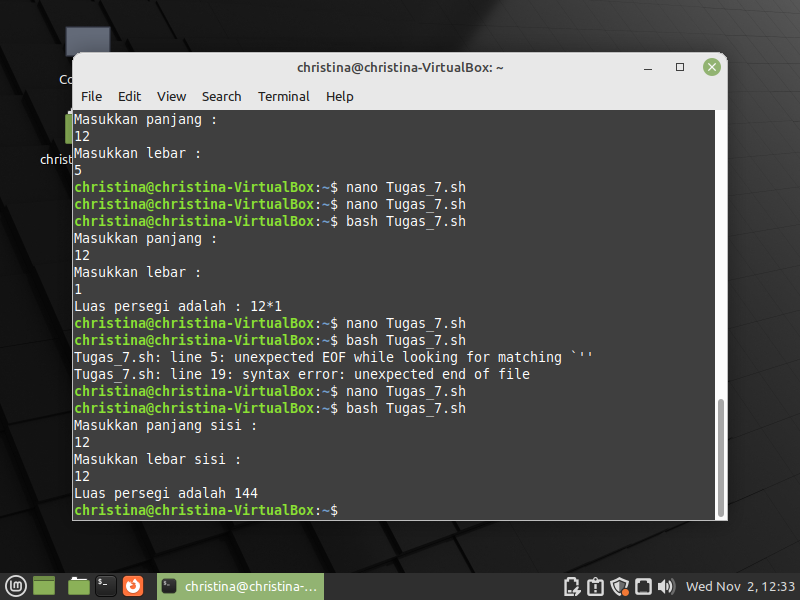 Co
christ
christina@christina-VirtualBox: ~
File Edit View Search Terminal Help
Masukkan panjang :
12
Masukkan lebar :
5
christina@christina-VirtualBox:~$ nano Tugas_7.sh
christina@christina-VirtualBox:~$ nano Tugas_7.sh
christina@christina-VirtualBox:~$ bash Tugas_7.sh
Masukkan panjang :
12
Masukkan lebar :
1
Luas persegi adalah : 12*1
christina@christina-VirtualBox:~$ nano Tugas_7.sh
christina@christina-VirtualBox:~$ bash Tugas_7.sh
Tugas_7.sh: line 5: unexpected EOF while looking for matching `''
Tugas_7.sh: line 19: syntax error: unexpected end of file
christina@christina-VirtualBox:~$ nano Tugas_7.sh
christina@christina-VirtualBox:~$ bash Tugas_7.sh
Masukkan panjang sisi :
12
Masukkan lebar sisi :
12
Luas persegi adalah 144
christina@christina-VirtualBox:~$
christina@christina-...
Wed Nov 2, 12:33